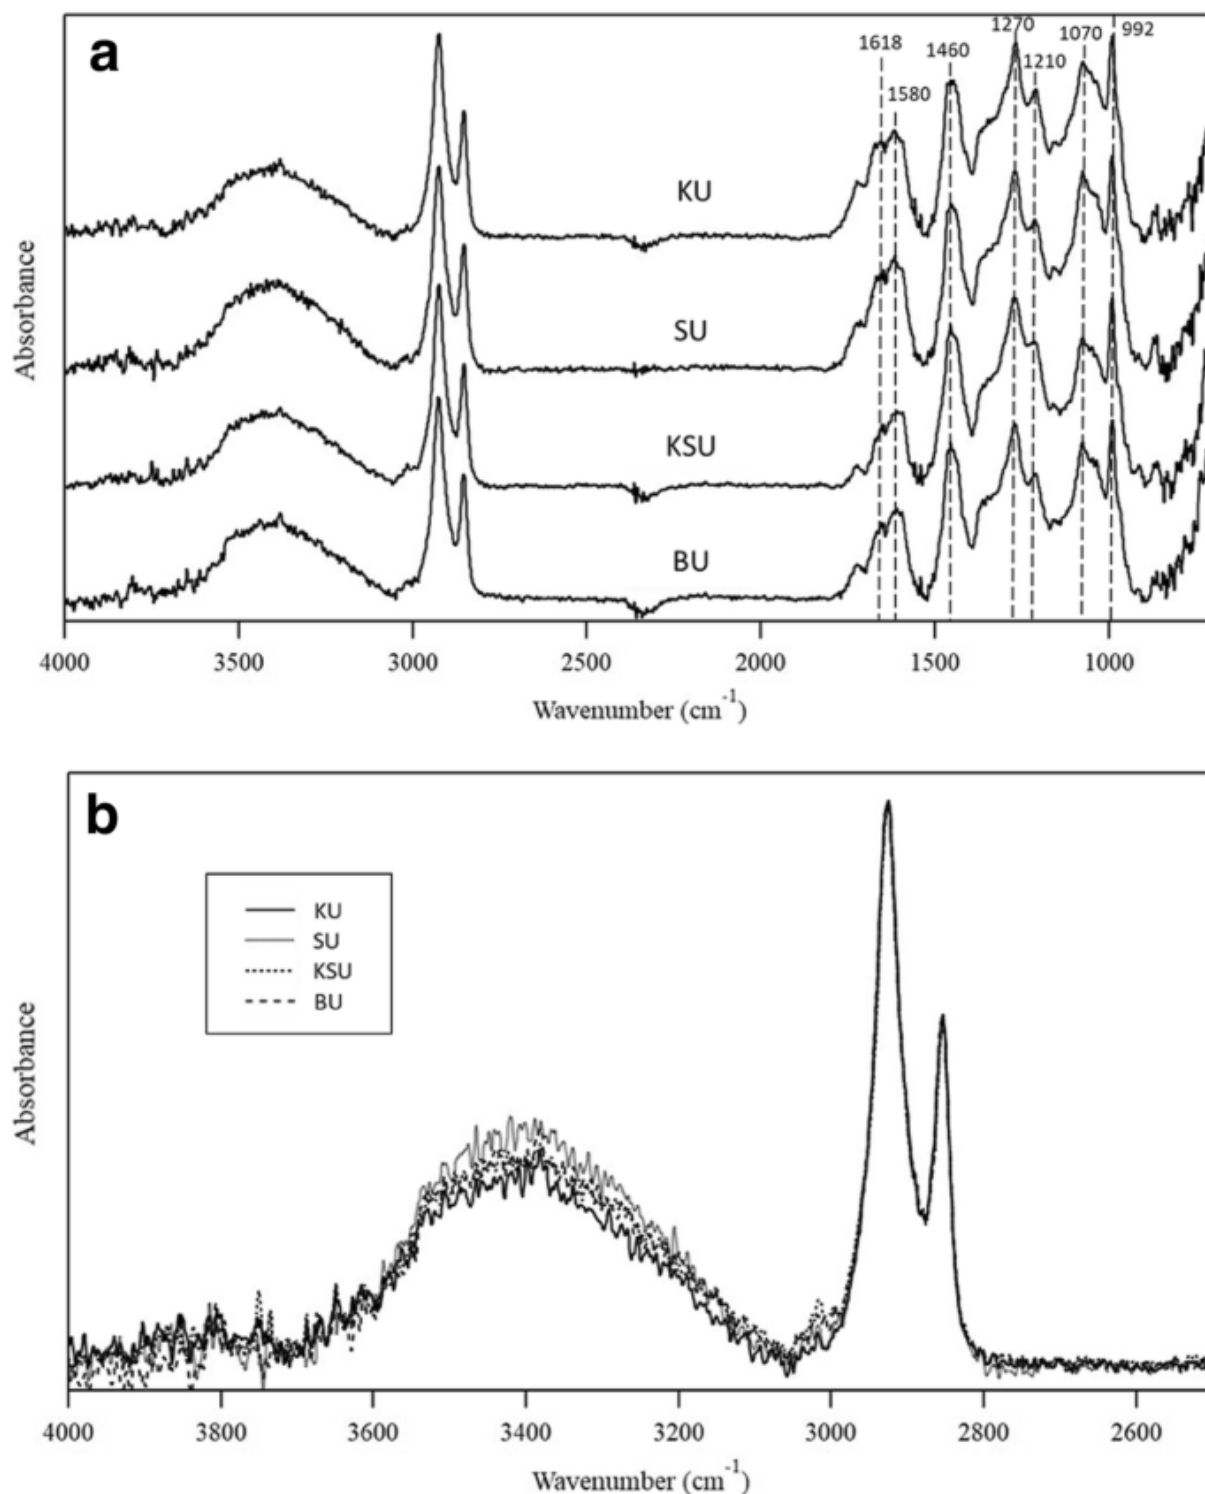 a
1618
1580
1460
1270
1210
1070
992
KU
SU
KSU
BU
Absorbance
4000 3500 3000 2500 2000 1500 1000
Wavenumber (cm-1)
b
KU
SU
KSU
BU
Absorbance
4000 3800 3600 3400 3200 3000 2800 2600
Wavenumber (cm-1)